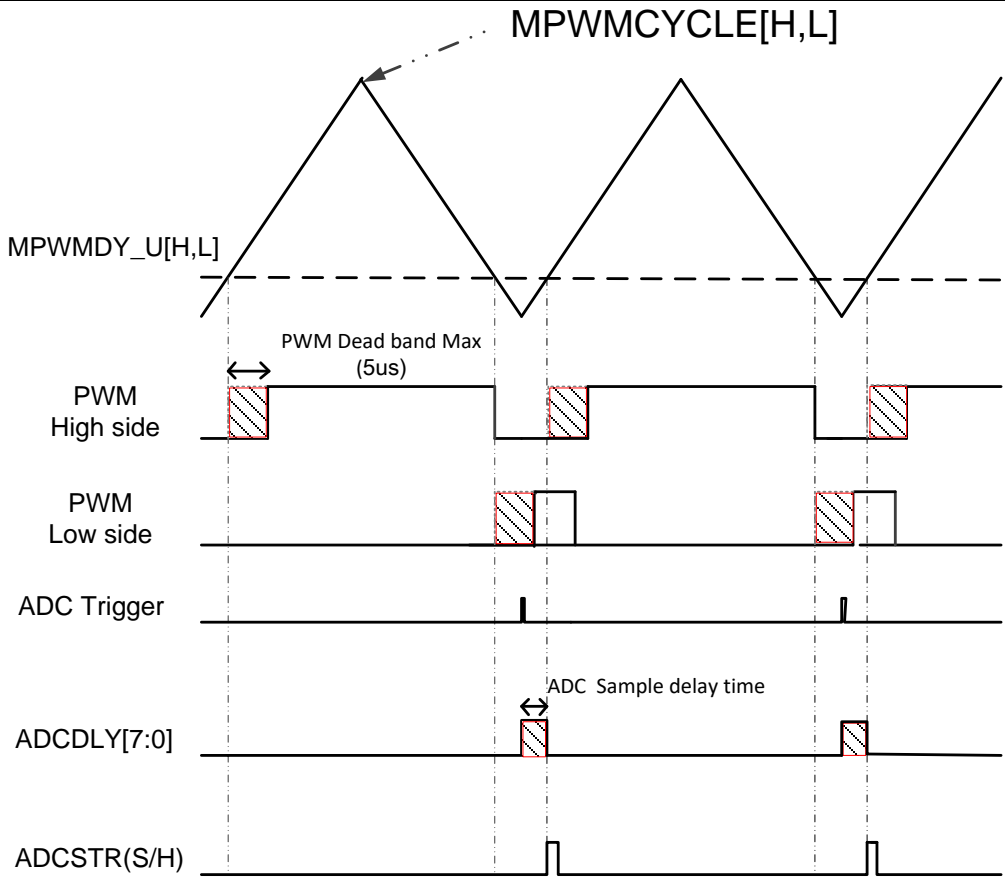 MPWMCYCLE[H,L]
MPWMDY_U[H,L]
PWM Dead band Max
(5us)
PWM
High side
PWM
Low side
ADC Trigger
ADC Sample delay time
ADCDLY[7:0]
ADCSTR(S/H)